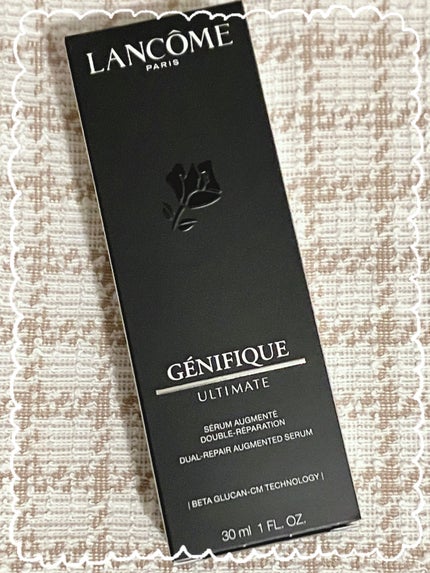 LANCÔME
PARIS
GÉNIFIQUE
ULTIMATE
SÉRUM AUGMENTÉ
DOUBLE-RÉPARATION
DUAL-REPAIR AUGMENTED SERUM
| BETA GLUCAN-CM TECHNOLOGY |
30 ml 1 FL. OZ.